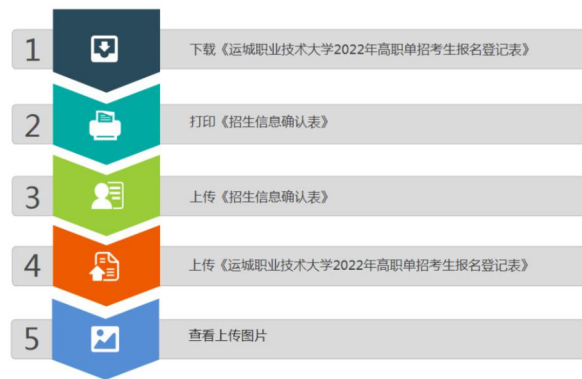 1 下载《运城职业技术大学2022年高职单招考生报名登记表》
2 打印《招生信息确认表》
3 上传《招生信息确认表》
4 上传《运城职业技术大学2022年高职单招考生报名登记表》
5 查看上传图片